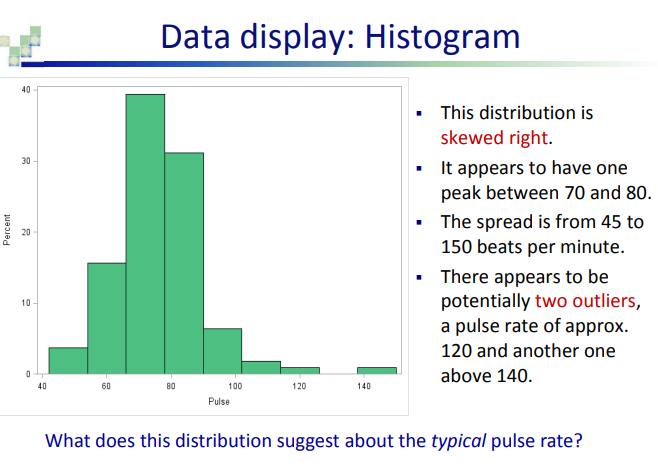 Data display: Histogram
40
30
20
10
0
Percent
40 60 80 100 120 140
Pulse
▪ This distribution is
skewed right.
▪ It appears to have one
peak between 70 and 80.
▪ The spread is from 45 to
150 beats per minute.
▪ There appears to be
potentially two outliers,
a pulse rate of approx.
120 and another one
above 140.
What does this distribution suggest about the typical pulse rate?